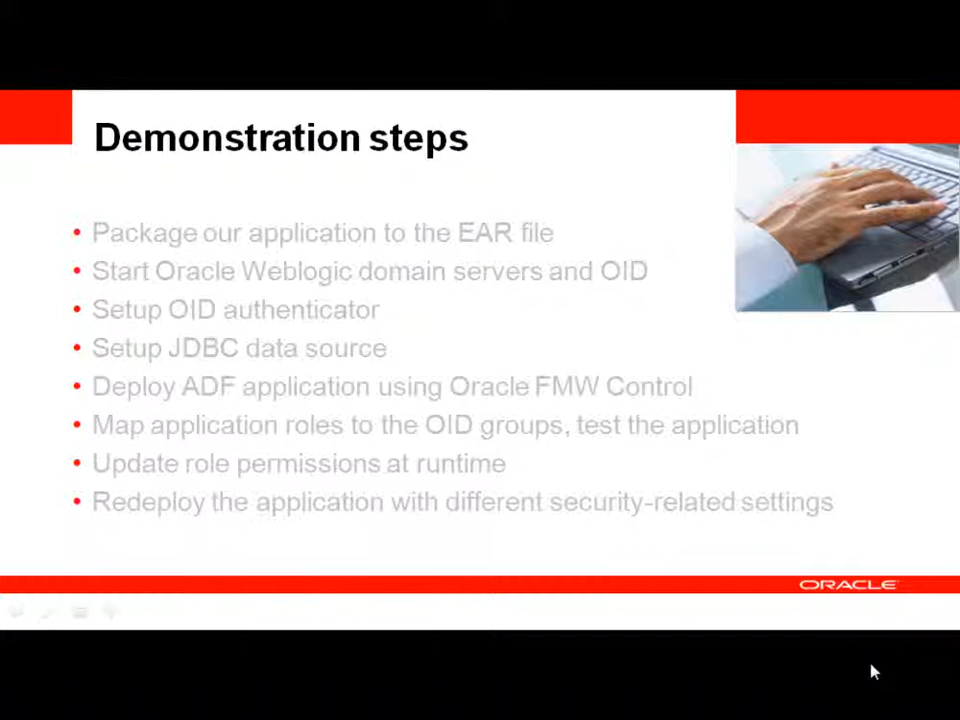 Demonstration steps
• Package our application to the EAR file
• Start Oracle Weblogic domain servers and OID
• Setup OID authenticator
• Setup JDBC data source
• Deploy ADF application using Oracle FMW Control
• Map application roles to the OID groups, test the application
• Update role permissions at runtime
• Redeploy the application with different security-related settings
ORACLE